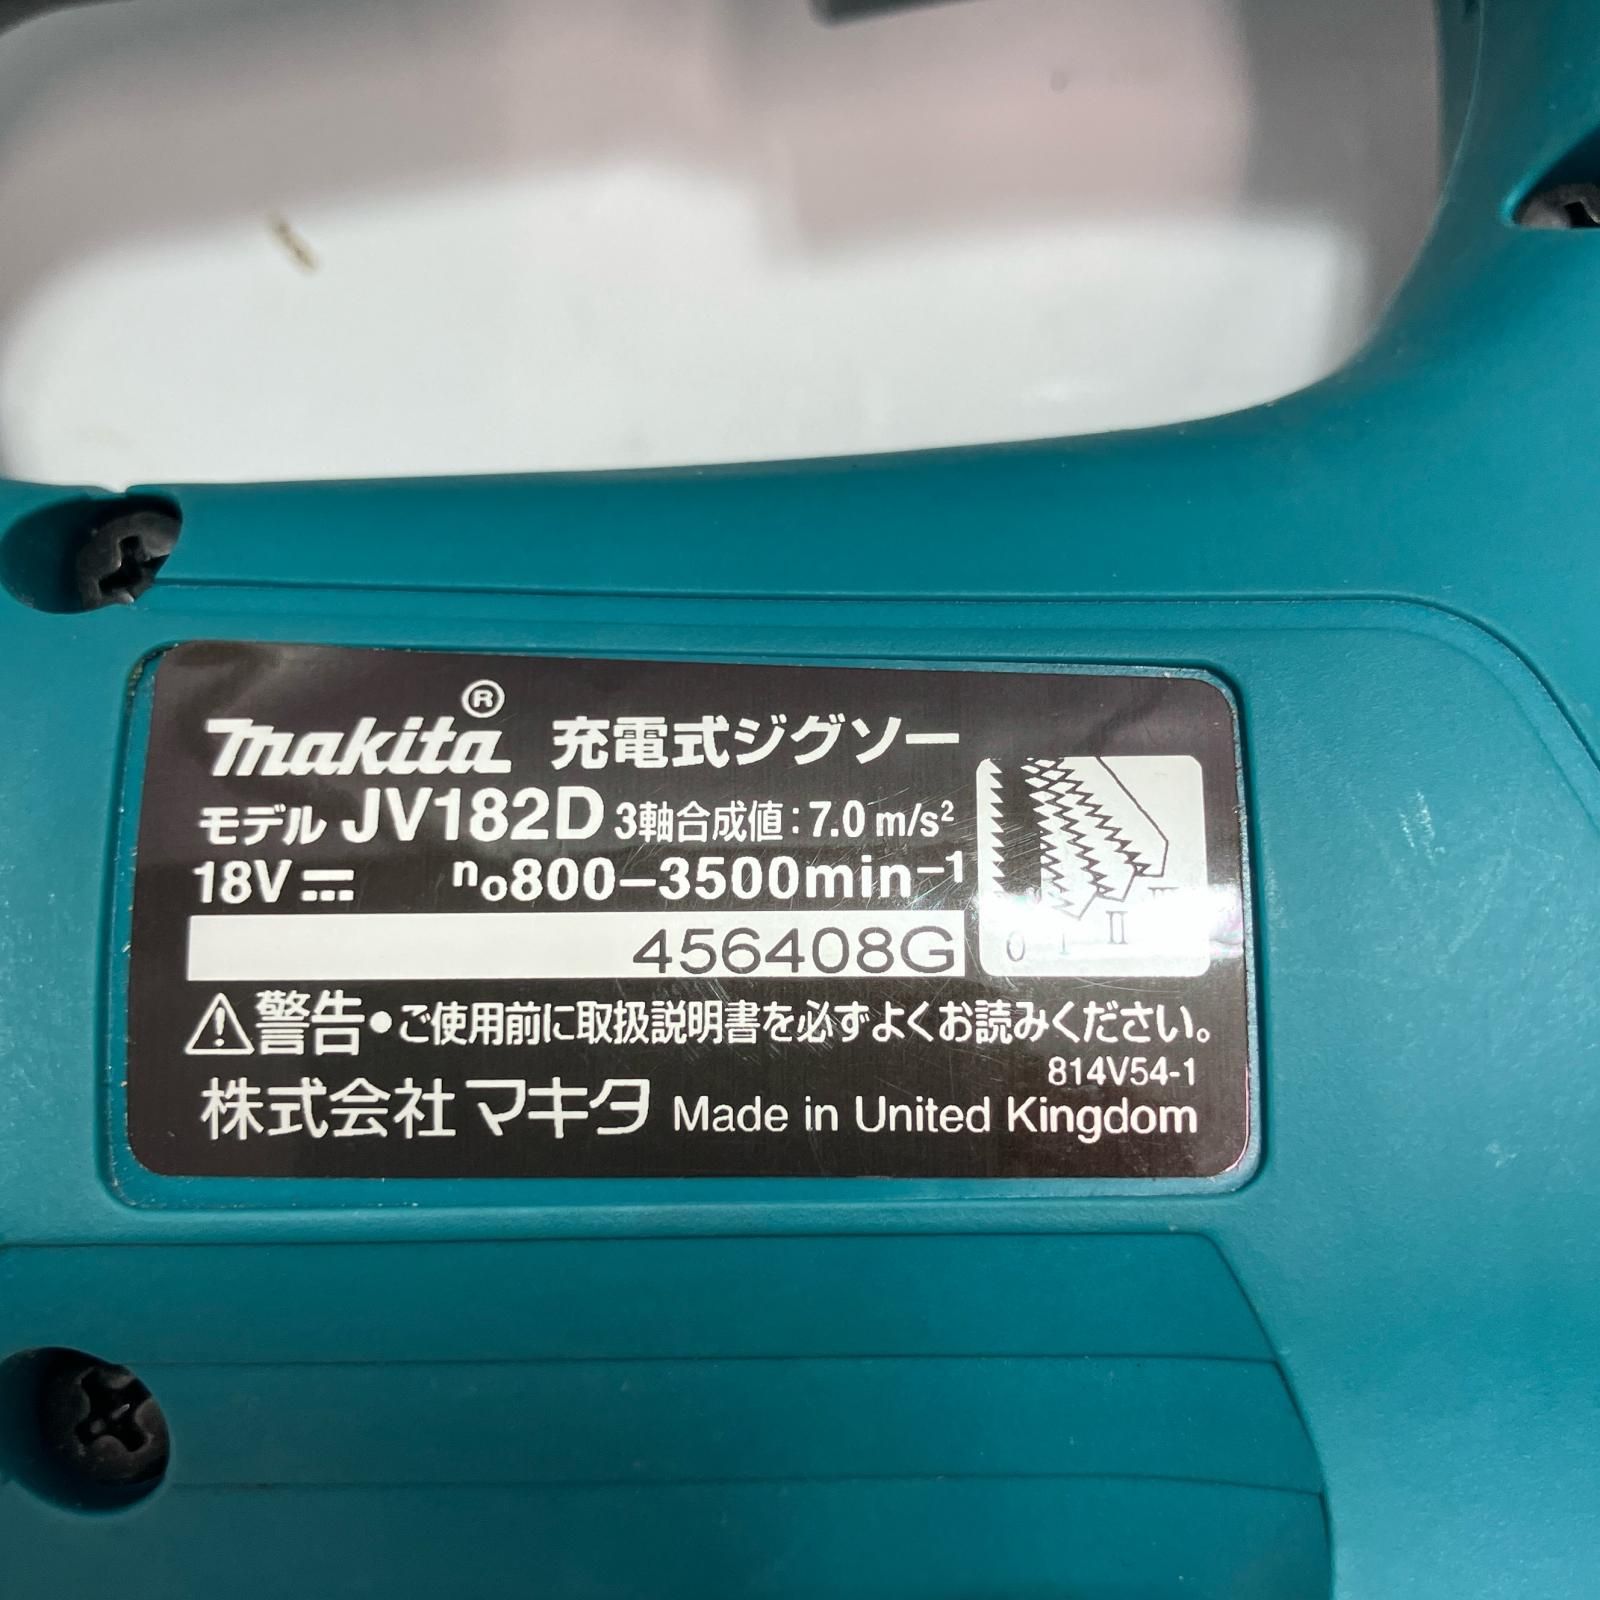 makita® 充電式ジグソー
モデル JV182D 3軸合成値:7.0 m/s²
18V ⎓ n₀800-3500min⁻¹
456408G
0 I II III
⚠警告•ご使用前に取扱説明書を必ずよくお読みください。
814V54-1
株式会社マキタ Made in United Kingdom